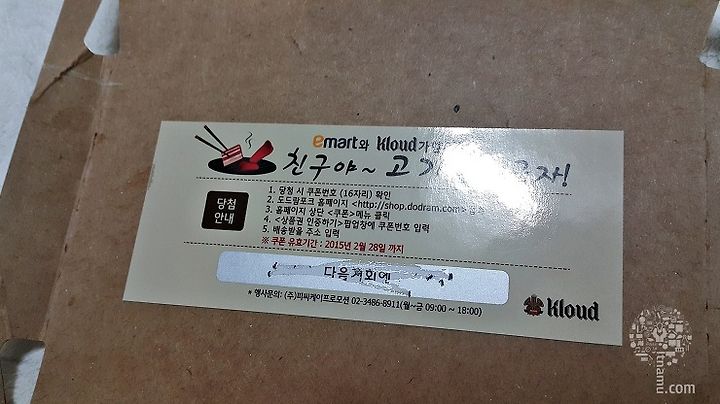 emart와 Kloud가
친구야~ 고기
당첨
안내
1. 당첨 시 쿠폰번호 (16자리) 확인
2. 도드람포크 홈페이지 <http://shop.dodram.com>
3. 홈페이지 상단 <쿠폰>메뉴 클릭
4. <상품권 인증하기>팝업창에 쿠폰번호 입력
5. 배송받을 주소 입력
※ 쿠폰 유효기간 : 2015년 2월 28일 까지
다음기회엔
* 행사문의: (주)피씨케이프로모션 02-3486-8911(월~금 09:00 ~ 18:00)
Kloud
tnamu.com